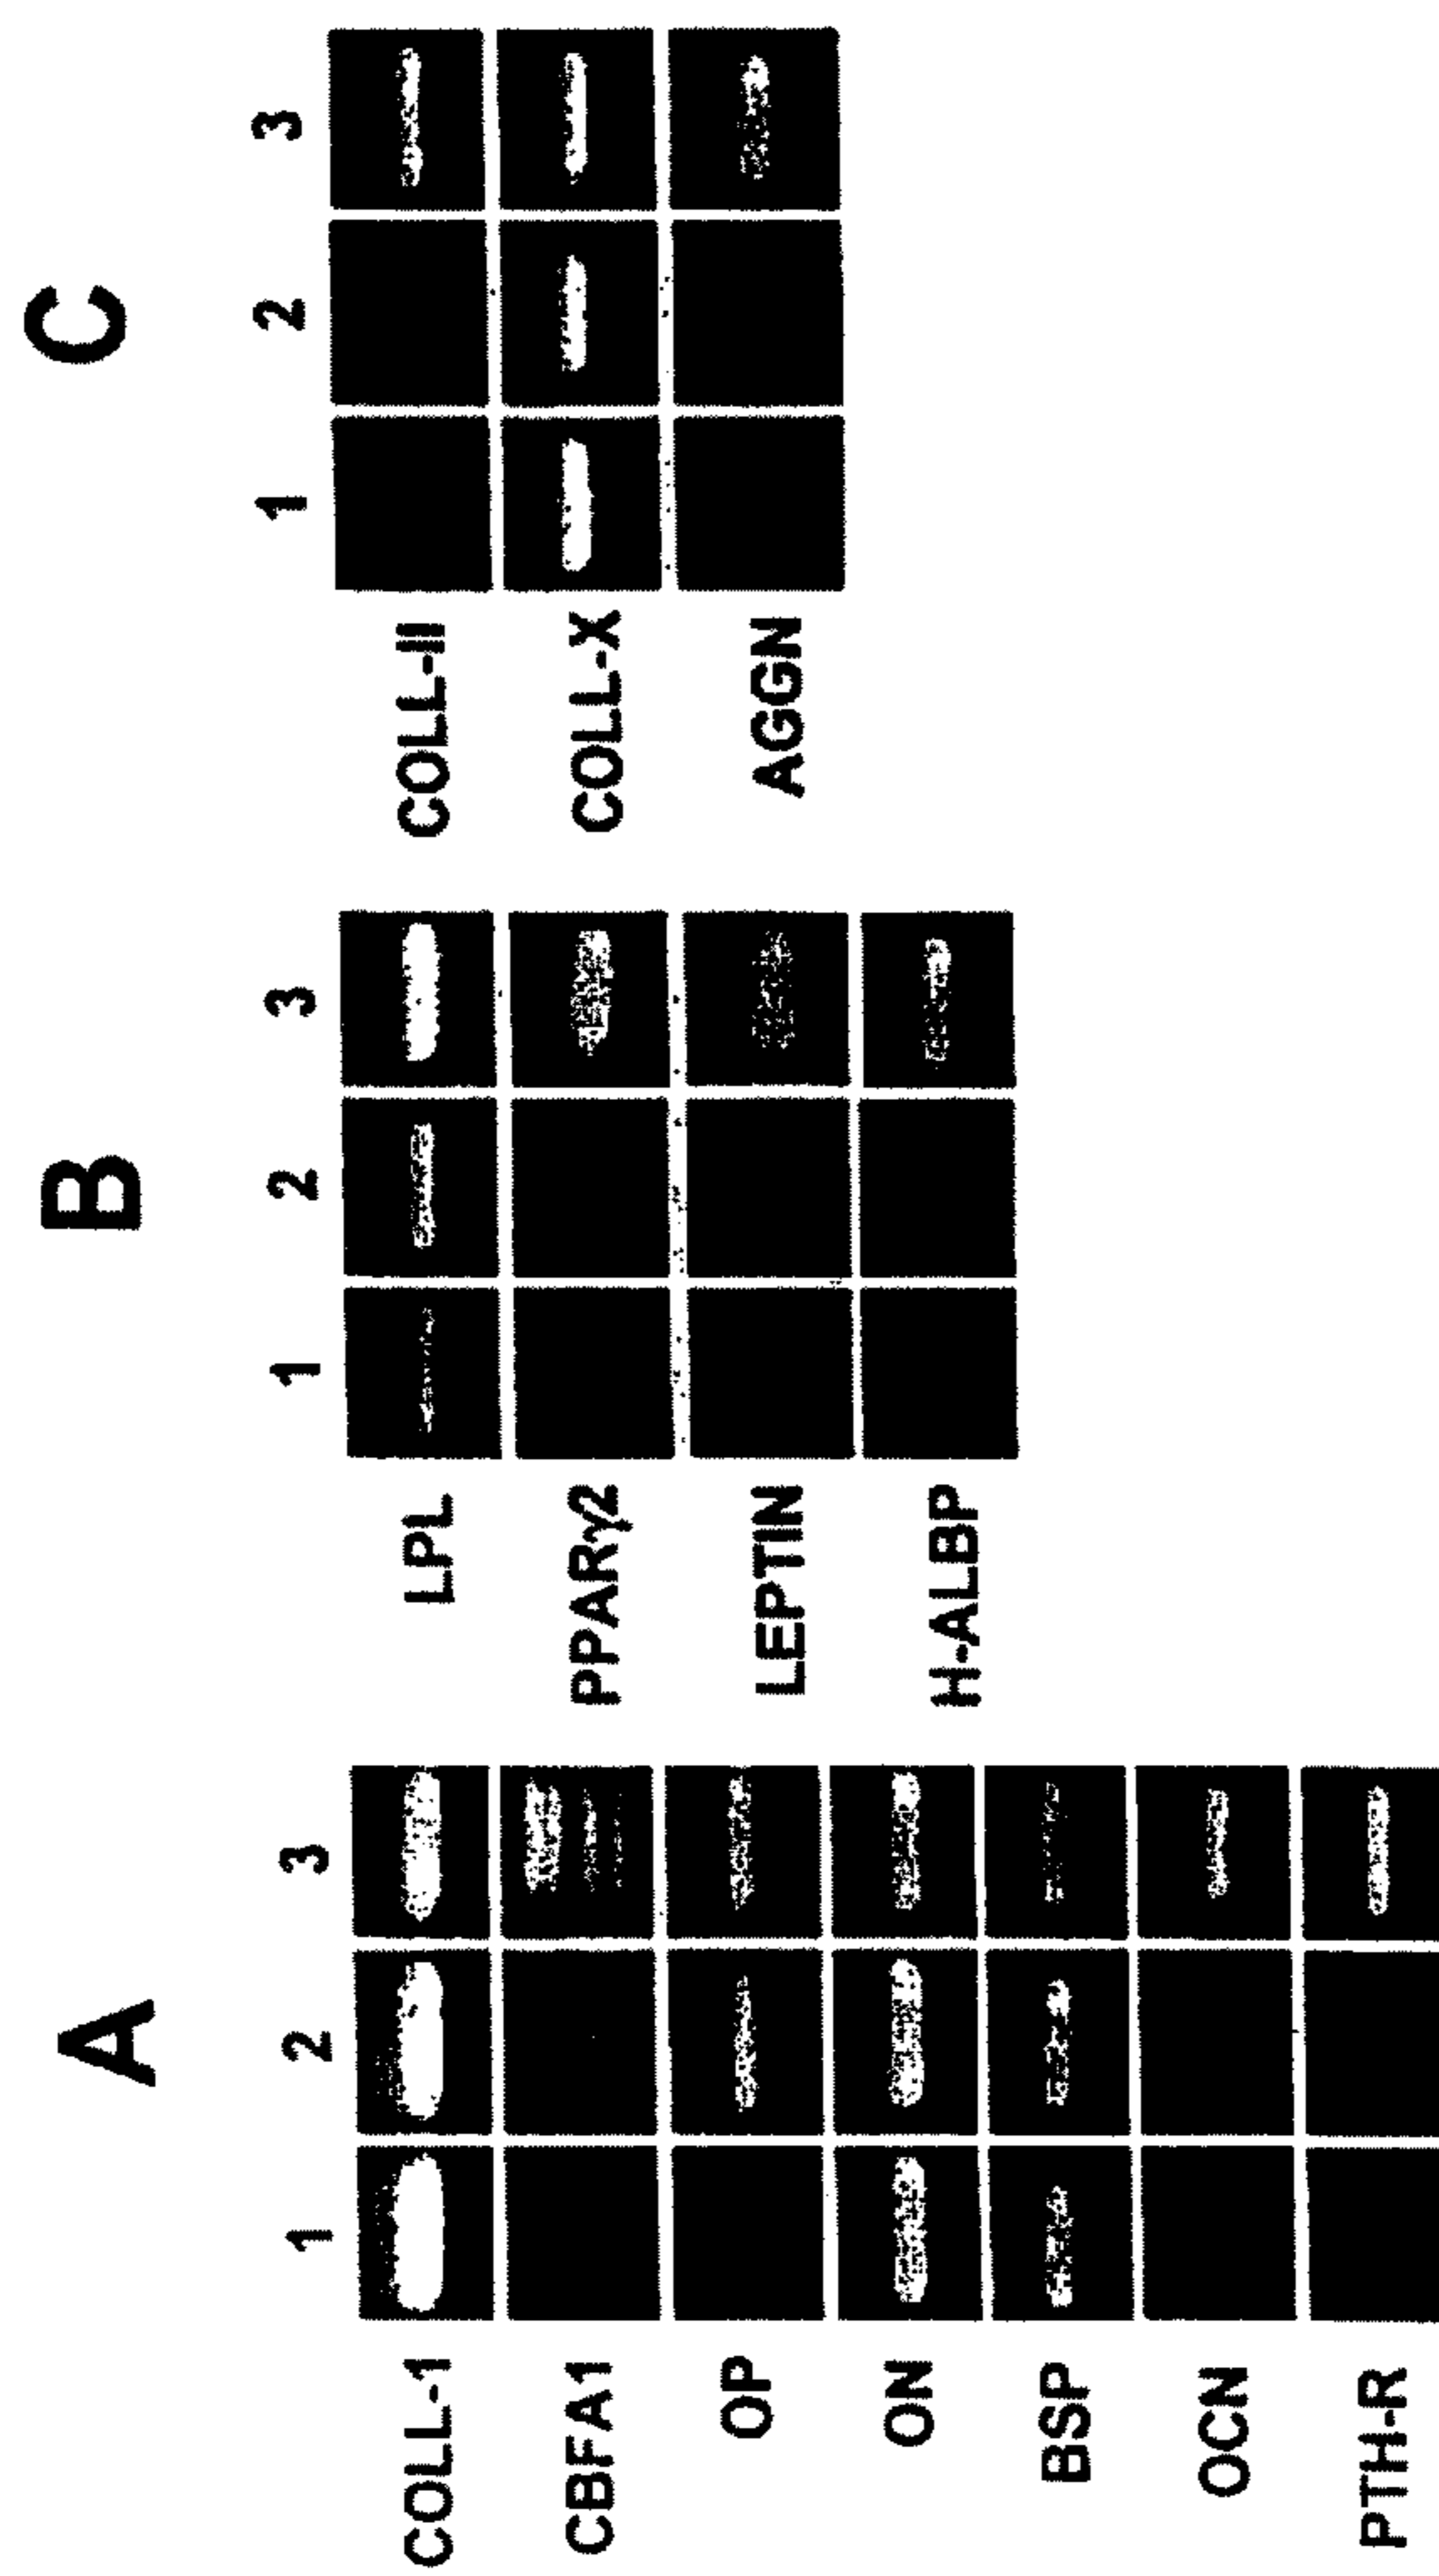 A
1 2 3
COLL-1
CBFA1
OP
ON
BSP
OCN
PTH-R
B
1 2 3
LPL
PPARγ2
LEPTIN
H-ALBP
C
1 2 3
COLL-II
COLL-X
AGGN